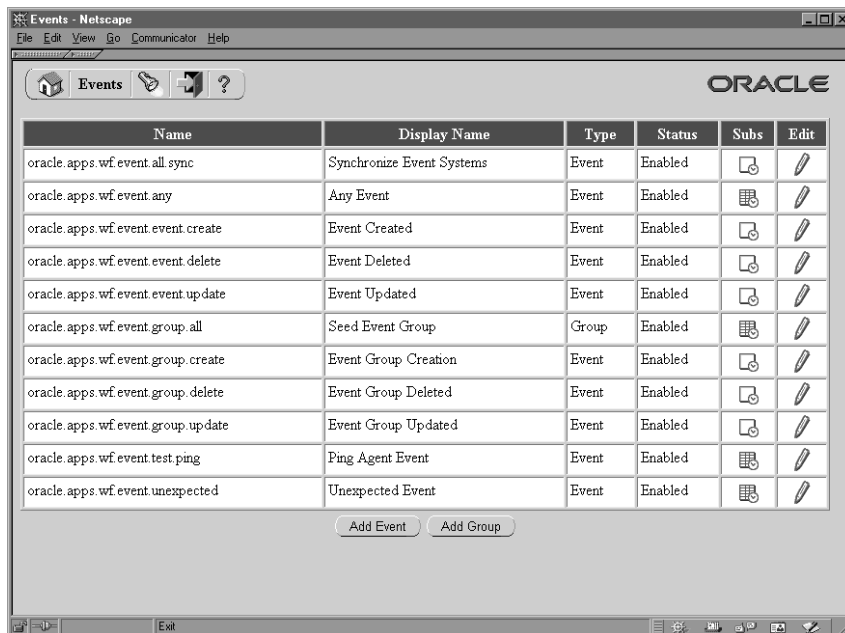 Events - Netscape
File Edit View Go Communicator Help
Events ?
ORACLE
Name Display Name Type Status Subs Edit
oracle.apps.wf.event.all.sync Synchronize Event Systems Event Enabled
oracle.apps.wf.event.any Any Event Event Enabled
oracle.apps.wf.event.event.create Event Created Event Enabled
oracle.apps.wf.event.event.delete Event Deleted Event Enabled
oracle.apps.wf.event.event.update Event Updated Event Enabled
oracle.apps.wf.event.group.all Seed Event Group Group Enabled
oracle.apps.wf.event.group.create Event Group Creation Event Enabled
oracle.apps.wf.event.group.delete Event Group Deleted Event Enabled
oracle.apps.wf.event.group.update Event Group Updated Event Enabled
oracle.apps.wf.event.test.ping Ping Agent Event Event Enabled
oracle.apps.wf.event.unexpected Unexpected Event Event Enabled
Add Event Add Group
Exit